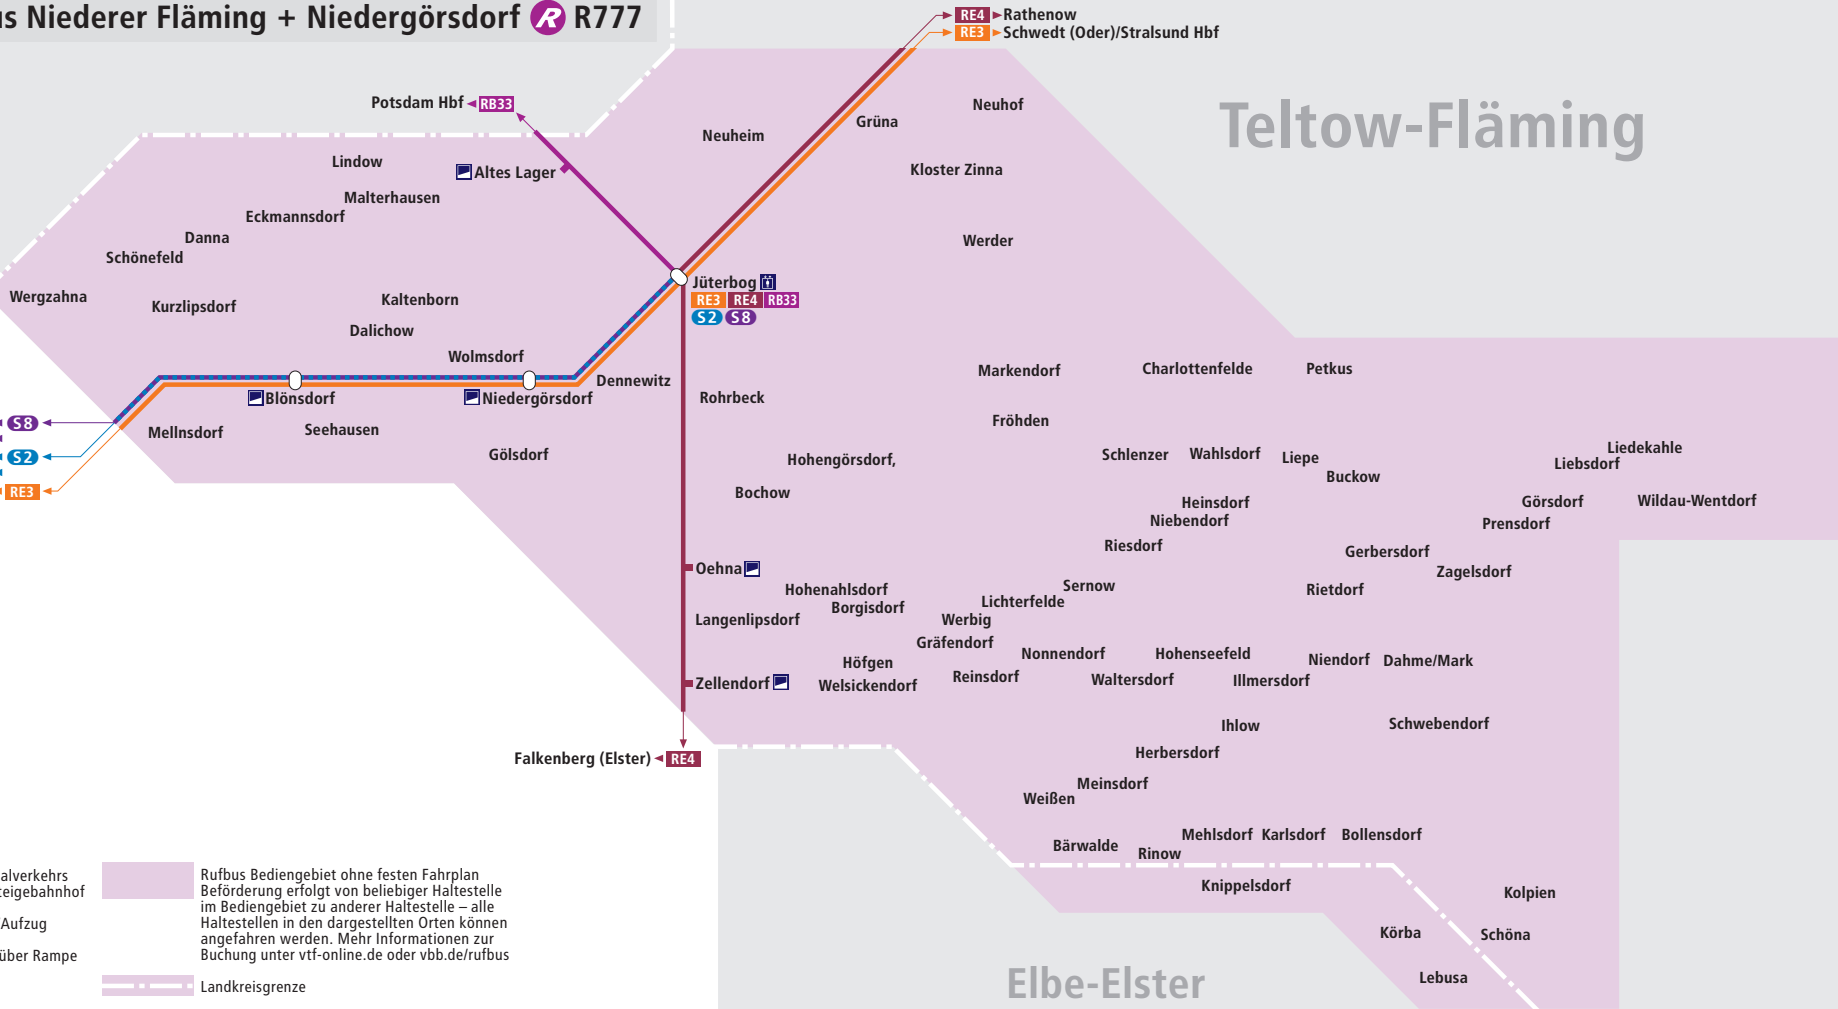 s Niederer Fläming + Niedergörsdorf R R777
RE4 Rathenow
RE3 Schwedt (Oder)/Stralsund Hbf
Potsdam Hbf RB33
Teltow-Fläming
Neuhof
Grüna
Neuheim
Lindow
Altes Lager
Kloster Zinna
Malterhausen
Eckmannsdorf
Danna
Werder
Schönefeld
Jüterbog
RE3 RE4 RB33
S2 S8
Wergzahna
Kurzlipsdorf
Kaltenborn
Dalichow
Wolmsdorf
Dennewitz
Markendorf
Charlottenfelde
Petkus
Blönsdorf
Niedergörsdorf
Rohrbeck
S8
Mellnsdorf
Seehausen
Fröhden
S2
Gölsdorf
Hohengörsdorf,
Schlenzer
Wahlsdorf
Liepe
Liedekahle
Liebsdorf
Buckow
RE3
Bochow
Heinsdorf
Görsdorf
Wildau-Wentdorf
Niebendorf
Prensdorf
Riesdorf
Gerbersdorf
Oehna
Zagelsdorf
Hohenahlsdorf
Sernow
Rietdorf
Lichterfelde
Borgisdorf
Langenlipsdorf
Werbig
Gräfendorf
Nonnendorf
Hohenseefeld
Höfgen
Niendorf
Dahme/Mark
Zellendorf
Welsickendorf
Reinsdorf
Waltersdorf
Illmersdorf
Ihlow
Schwebendorf
Falkenberg (Elster) RE4
Herbersdorf
Meinsdorf
Weißen
Mehlsdorf
Karlsdorf
Bollensdorf
Bärwalde
Rinow
Knippelsdorf
Kolpien
Körba
Schöna
Lebusa
Elbe-Elster
alverkehrs
teigebahnhof
Aufzug
über Rampe
Rufbus Bediengebiet ohne festen Fahrplan
Beförderung erfolgt von beliebiger Haltestelle
im Bediengebiet zu anderer Haltestelle – alle
Haltestellen in den dargestellten Orten können
angefahren werden. Mehr Informationen zur
Buchung unter vtf-online.de oder vbb.de/rufbus
Landkreisgrenze